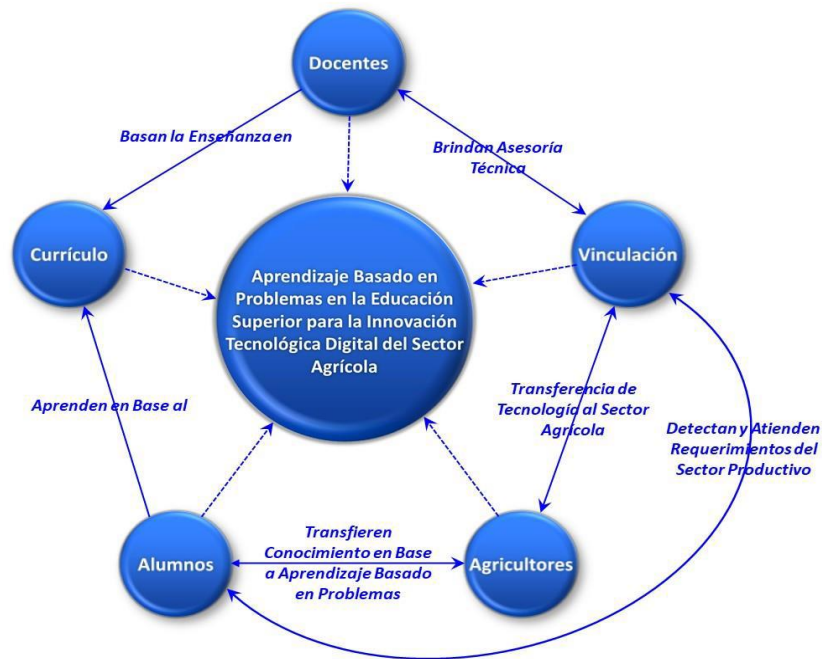 Docentes
Basan la Enseñanza en
Brindan Asesoría
Técnica
Currículo
Vinculación
Aprendizaje Basado en
Problemas en la Educación
Superior para la Innovación
Tecnológica Digital del Sector
Agrícola
Aprenden en Base al
Transferencia de
Tecnología al Sector
Agrícola
Detectan y Atienden
Requerimientos del
Sector Productivo
Alumnos
Transfieren
Conocimiento en Base
a Aprendizaje Basado
en Problemas
Agricultores